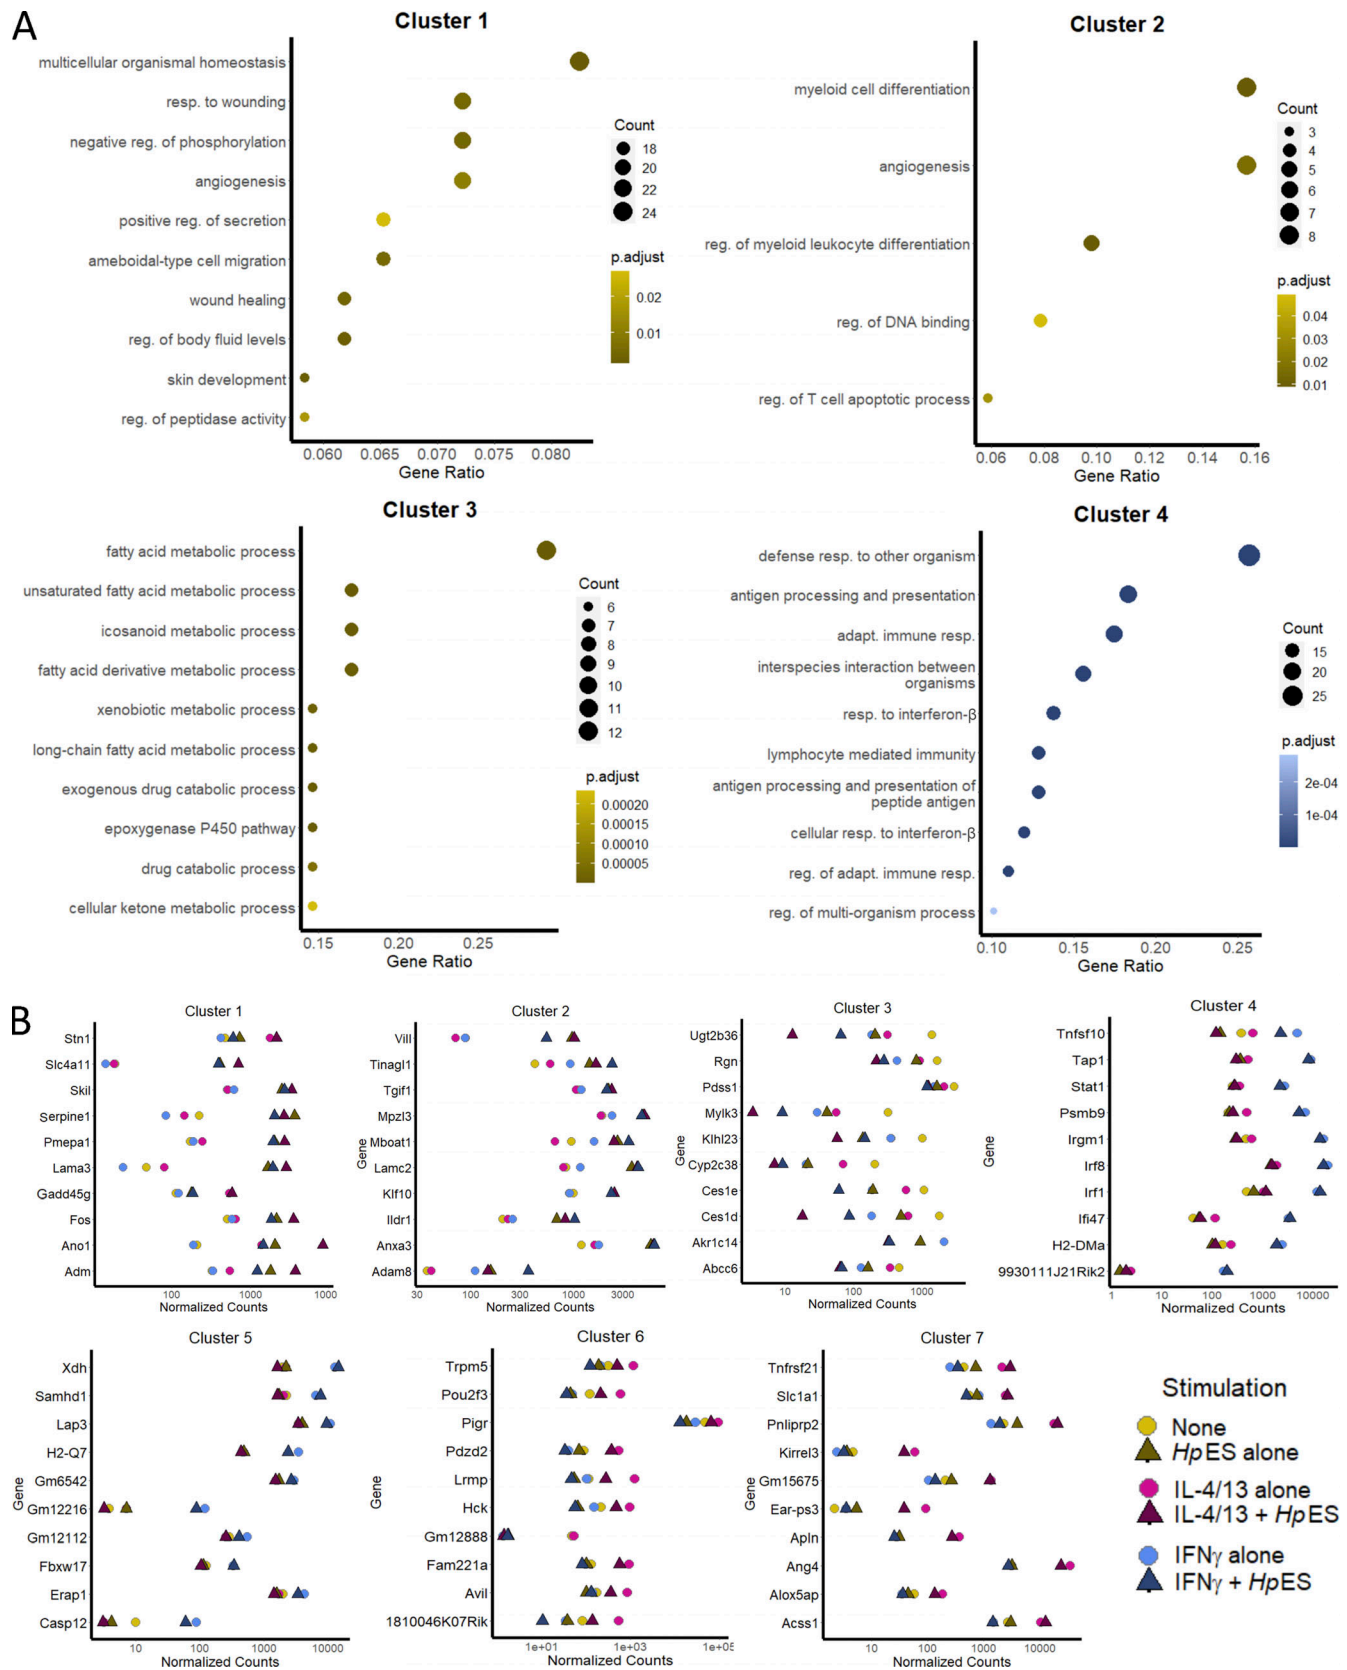 A
Cluster 1
multicellular organismal homeostasis
resp. to wounding
negative reg. of phosphorylation
angiogenesis
positive reg. of secretion
ameboidal-type cell migration
wound healing
reg. of body fluid levels
skin development
reg. of peptidase activity
0.060 0.065 0.070 0.075 0.080
Gene Ratio
Count
18
20
22
24
p.adjust
0.02
0.01
Cluster 2
myeloid cell differentiation
angiogenesis
reg. of myeloid leukocyte differentiation
reg. of DNA binding
reg. of T cell apoptotic process
0.06 0.08 0.10 0.12 0.14 0.16
Gene Ratio
Count
3
4
5
6
7
8
p.adjust
0.04
0.03
0.02
0.01
Cluster 3
fatty acid metabolic process
unsaturated fatty acid metabolic process
icosanoid metabolic process
fatty acid derivative metabolic process
xenobiotic metabolic process
long-chain fatty acid metabolic process
exogenous drug catabolic process
epoxygenase P450 pathway
drug catabolic process
cellular ketone metabolic process
0.15 0.20 0.25
Gene Ratio
Count
6
7
8
9
10
11
12
p.adjust
0.00020
0.00015
0.00010
0.00005
Cluster 4
defense resp. to other organism
antigen processing and presentation
adapt. immune resp.
interspecies interaction between
organisms
resp. to interferon-β
lymphocyte mediated immunity
antigen processing and presentation of
peptide antigen
cellular resp. to interferon-β
reg. of adapt. immune resp.
reg. of multi-organism process
0.10 0.15 0.20 0.25
Gene Ratio
Count
15
20
25
p.adjust
2e-04
1e-04
B
Cluster 1
Stn1
Slc4a11
Skil
Serpine1
Pmepa1
Lama3
Gadd45g
Fos
Ano1
Adm
100 1000 1000
Normalized Counts
Cluster 2
Gene
Vill
Tinagl1
Tgif1
Mpzl3
Mboat1
Lamc2
Klf10
Ildr1
Anxa3
Adam8
30 100 300 1000 3000
Normalized Counts
Cluster 3
Gene
Ugt2b36
Rgn
Pdss1
Mylk3
Klhl23
Cyp2c38
Ces1e
Ces1d
Akr1c14
Abcc6
10 100 1000
Normalized Counts
Cluster 4
Gene
Tnfsf10
Tap1
Stat1
Psmb9
Irgm1
Irf8
Irf1
Ifi47
H2-DMa
9930111J21Rik2
1 10 100 1000 10000
Normalized Counts
Cluster 5
Gene
Xdh
Samhd1
Lap3
H2-Q7
Gm6542
Gm12216
Gm12112
Fbxw17
Erap1
Casp12
10 100 1000 10000
Normalized Counts
Cluster 6
Gene
Trpm5
Pou2f3
Pigr
Pdzd2
Lrmp
Hck
Gm12888
Fam221a
Avil
1810046K07Rik
1e+01 1e+03 1e+05
Normalized Counts
Cluster 7
Gene
Tnfrsf21
Slc1a1
Pnliprp2
Kirrel3
Gm15675
Ear-ps3
Apln
Ang4
Alox5ap
Acss1
10 100 1000 10000
Normalized Counts
Stimulation
None
HpES alone
IL-4/13 alone
IL-4/13 + HpES
IFNγ alone
IFNγ + HpES